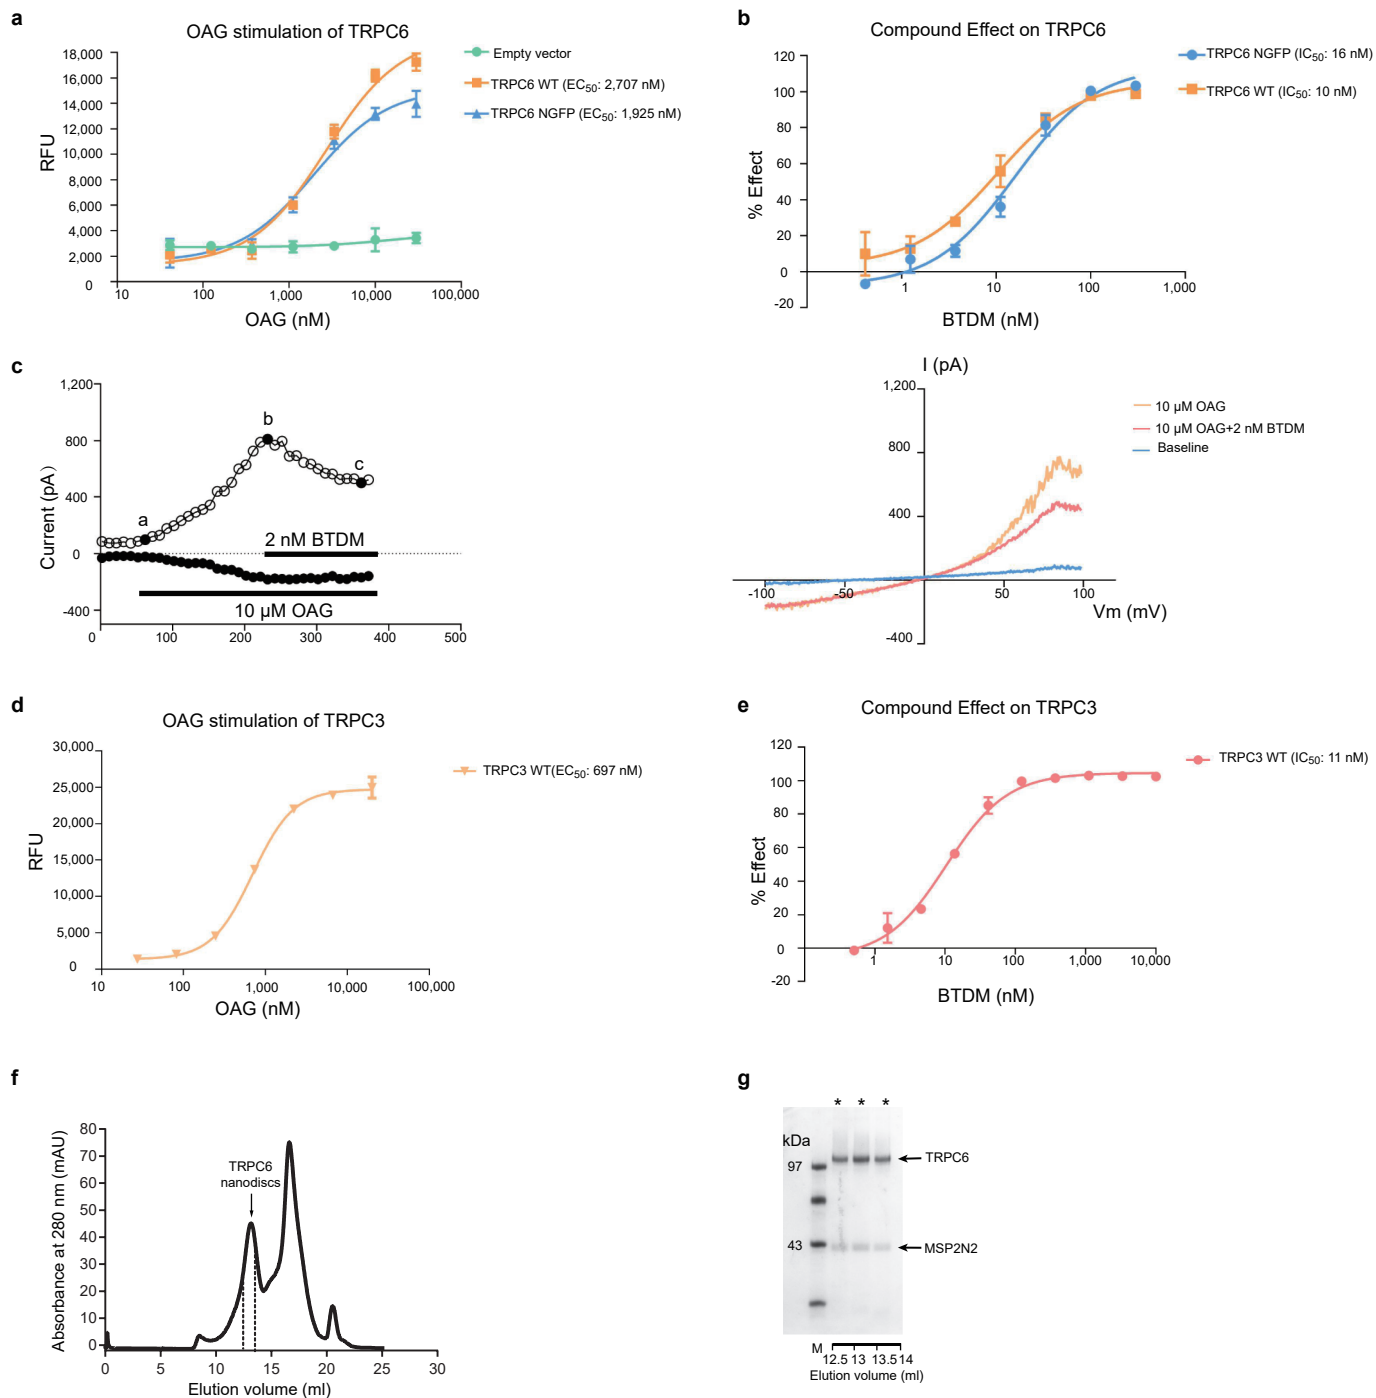 a
OAG stimulation of TRPC6
18,000
16,000
14,000
12,000
10,000
8,000
6,000
4,000
2,000
0
RFU
10
100
1,000
10,000
100,000
OAG (nM)
Empty vector
TRPC6 WT (EC50: 2,707 nM)
TRPC6 NGFP (EC50: 1,925 nM)
b
Compound Effect on TRPC6
120
100
80
60
40
20
0
-20
% Effect
1
10
100
1,000
BTDM (nM)
TRPC6 NGFP (IC50: 16 nM)
TRPC6 WT (IC50: 10 nM)
c
1,200
800
400
0
-400
Current (pA)
a
b
c
2 nM BTDM
10 µM OAG
0
100
200
300
400
500
I (pA)
1,200
800
400
-400
-100
-50
50
100
Vm (mV)
10 µM OAG
10 µM OAG+2 nM BTDM
Baseline
d
OAG stimulation of TRPC3
30,000
25,000
20,000
15,000
10,000
5,000
0
RFU
10
100
1,000
10,000
100,000
OAG (nM)
TRPC3 WT(EC50: 697 nM)
e
Compound Effect on TRPC3
120
100
80
60
40
20
0
-20
% Effect
1
10
100
1,000
10,000
BTDM (nM)
TRPC3 WT (IC50: 11 nM)
f
80
70
60
50
40
30
20
10
0
Absorbance at 280 nm (mAU)
TRPC6
nanodiscs
0
5
10
15
20
25
30
Elution volume (ml)
g
* * *
kDa
97
43
TRPC6
MSP2N2
M
12.5 13 13.5 14
Elution volume (ml)